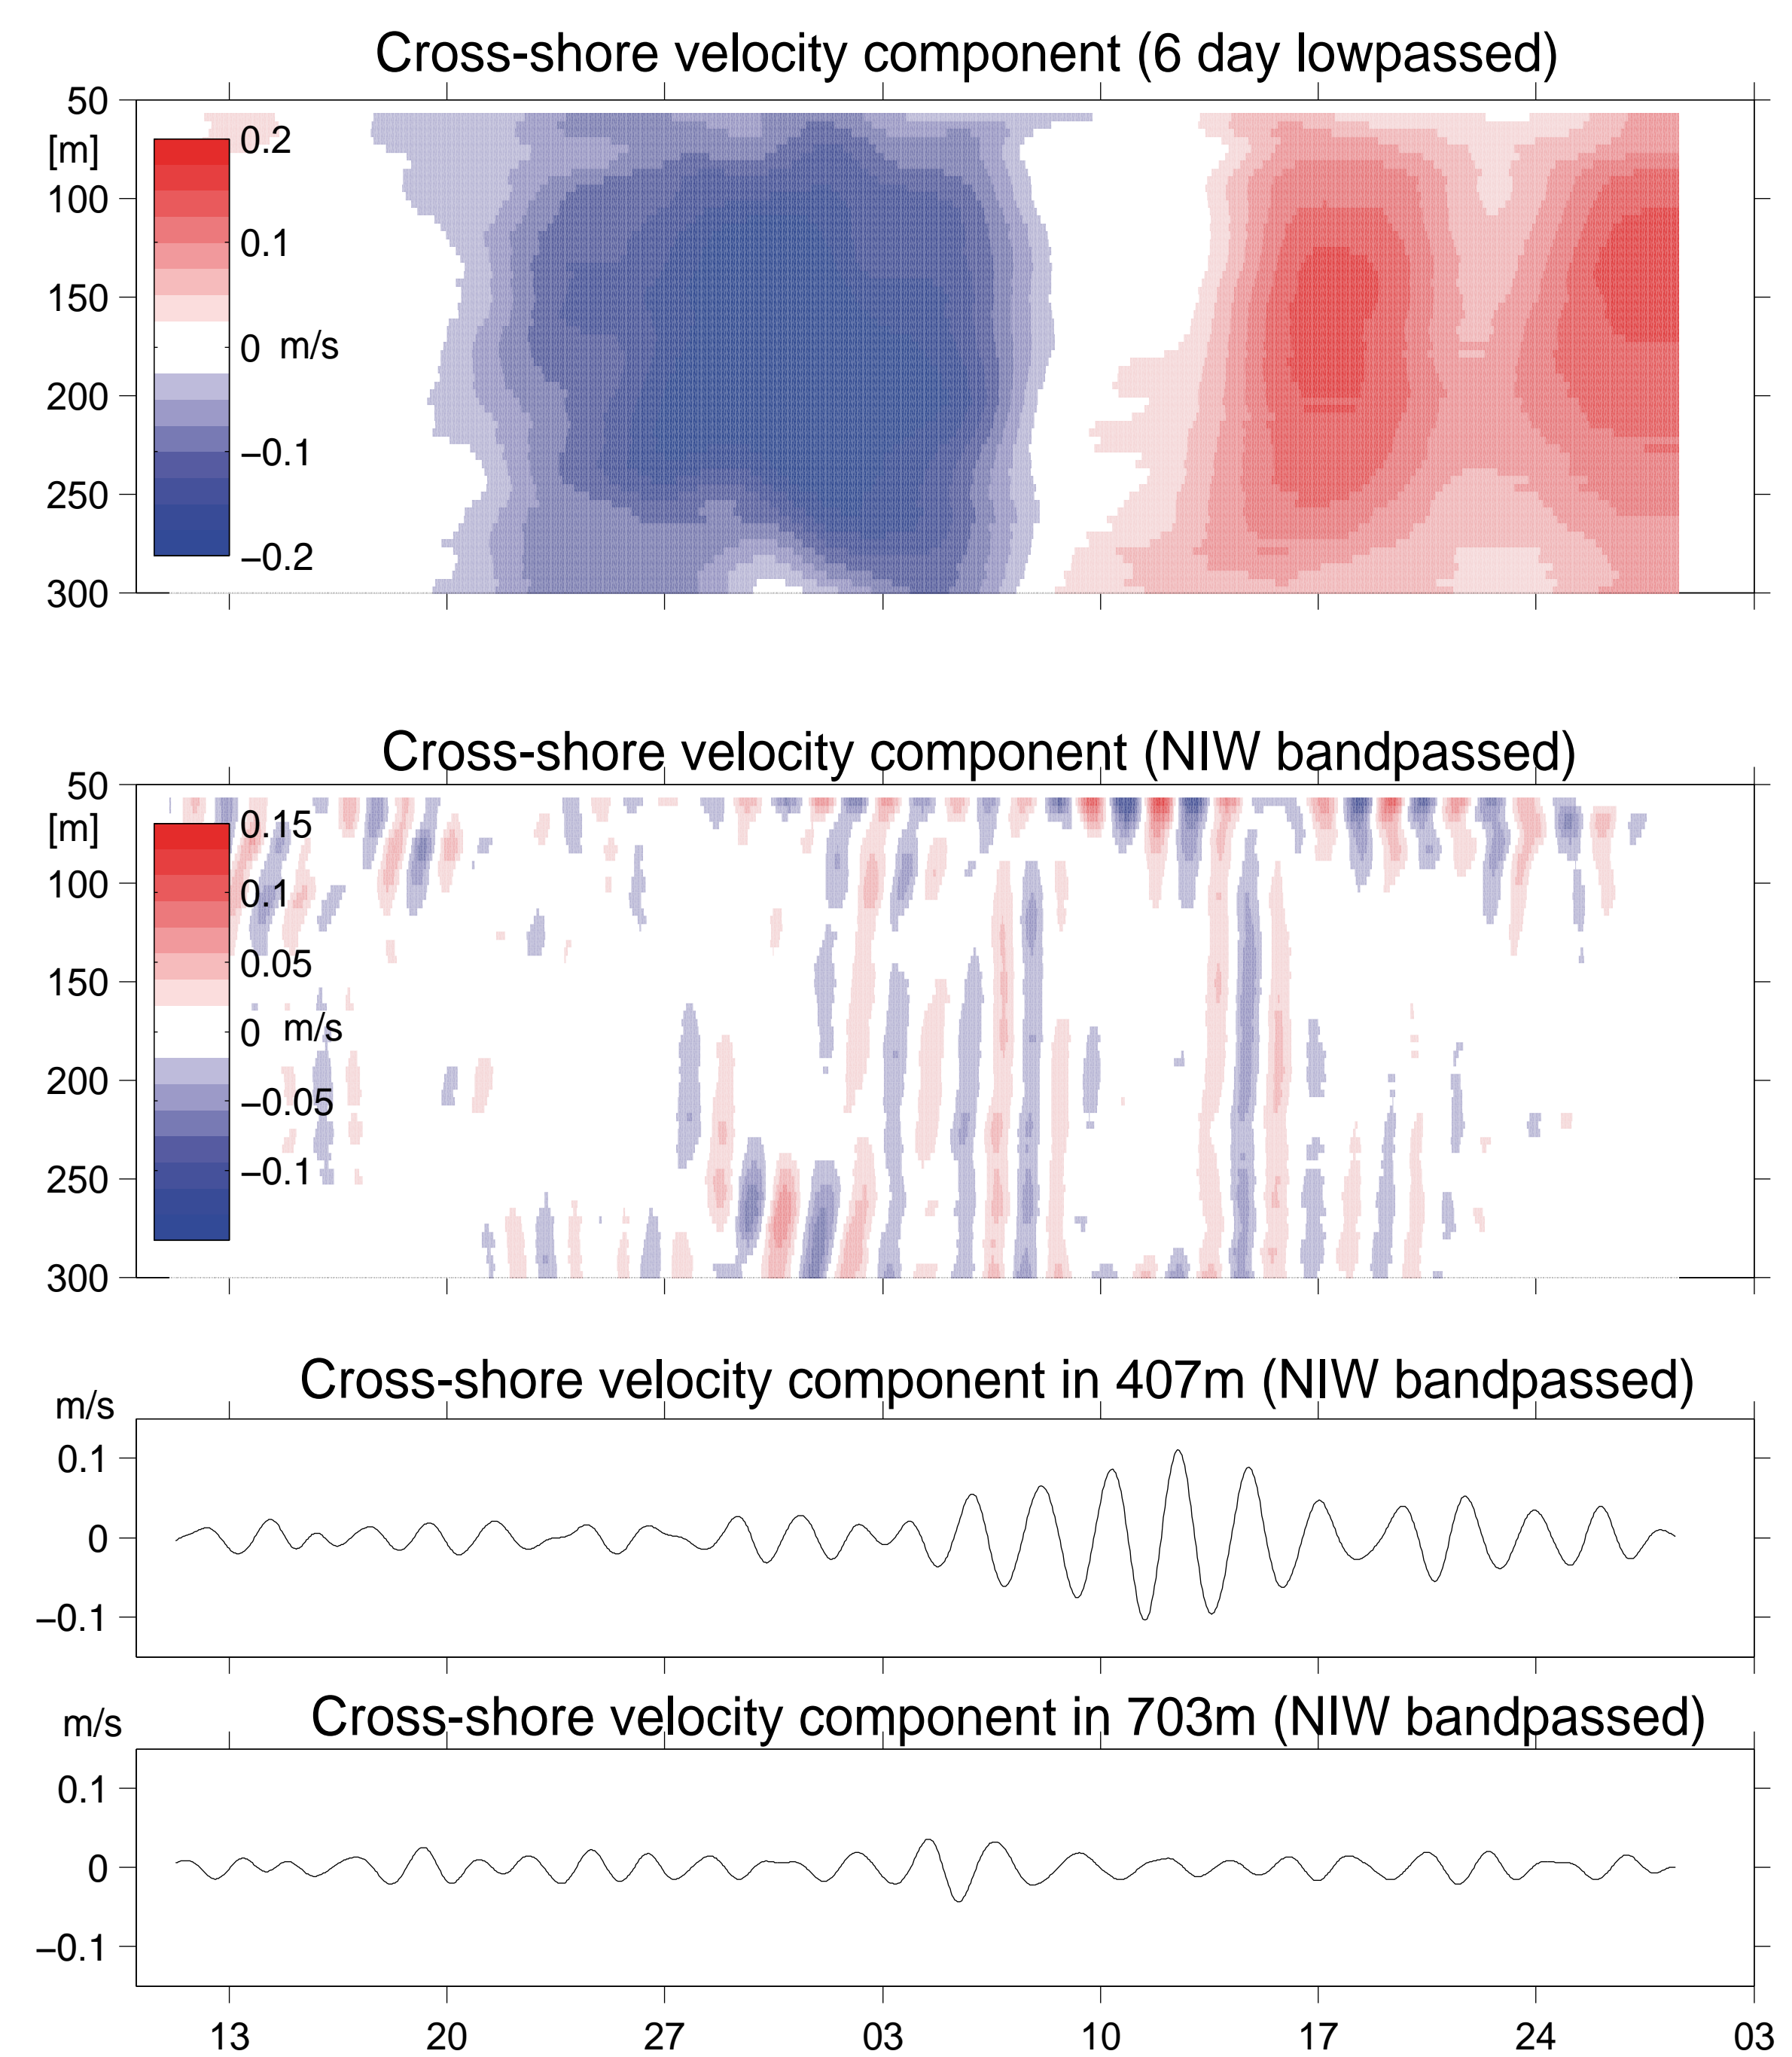 Cross-shore velocity component (6 day lowpassed)
50
[m]
100
150
200
250
300
0.2
0.1
0 m/s
−0.1
−0.2
Cross-shore velocity component (NIW bandpassed)
50
[m]
100
150
200
250
300
0.15
0.1
0.05
0 m/s
−0.05
−0.1
Cross-shore velocity component in 407m (NIW bandpassed)
m/s
0.1
0
−0.1
Cross-shore velocity component in 703m (NIW bandpassed)
m/s
0.1
0
−0.1
13 20 27 03 10 17 24 03